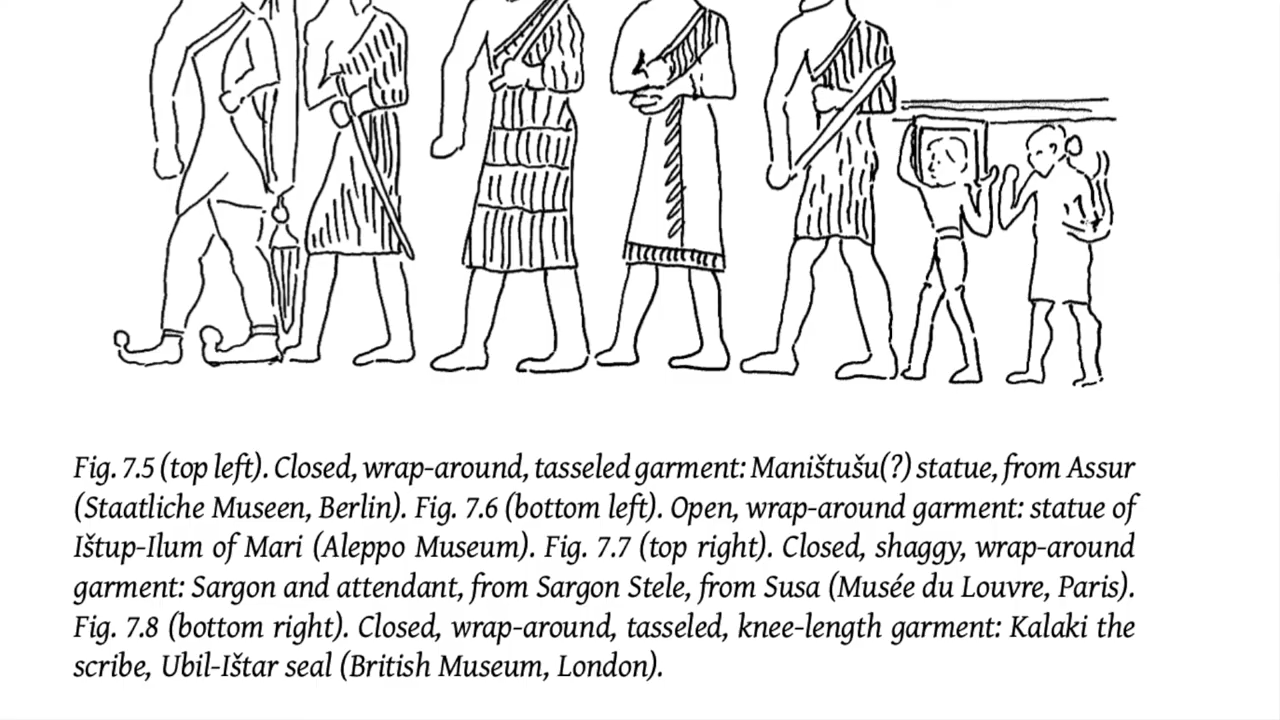 Fig. 7.5 (top left). Closed, wrap-around, tasseled garment: Maništušu(?) statue, from Assur
(Staatliche Museen, Berlin). Fig. 7.6 (bottom left). Open, wrap-around garment: statue of
Ištup-Ilum of Mari (Aleppo Museum). Fig. 7.7 (top right). Closed, shaggy, wrap-around
garment: Sargon and attendant, from Sargon Stele, from Susa (Musée du Louvre, Paris).
Fig. 7.8 (bottom right). Closed, wrap-around, tasseled, knee-length garment: Kalaki the
scribe, Ubil-Ištar seal (British Museum, London).